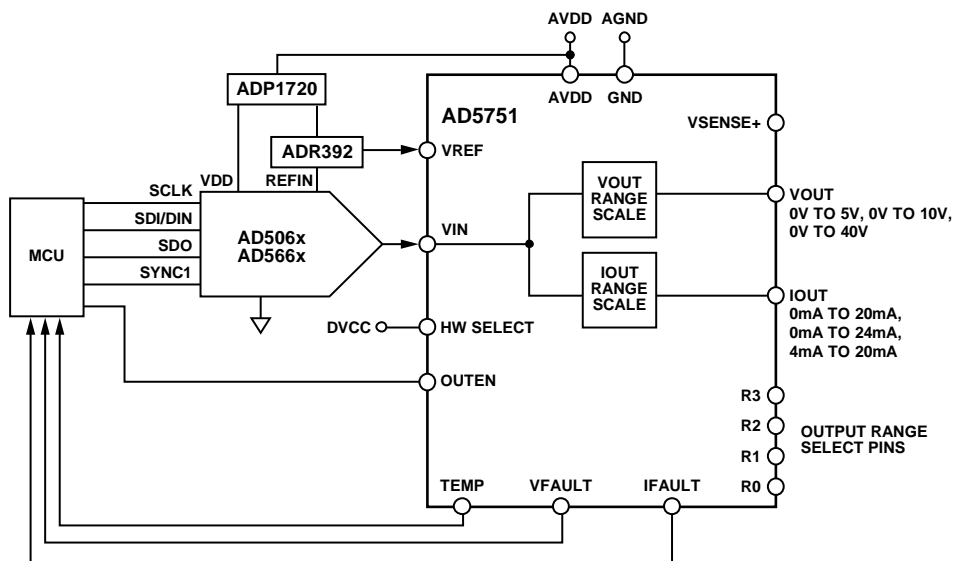 AVDD
AGND
ADP1720
AVDD
GND
AD5751
VSENSE+
ADR392
VREF
VDD
REFIN
SCLK
SDI/DIN
SDO
SYNC1
MCU
AD506x
AD566x
VIN
VOUT
RANGE
SCALE
VOUT
0V TO 5V, 0V TO 10V,
0V TO 40V
IOUT
RANGE
SCALE
IOUT
0mA TO 20mA,
0mA TO 24mA,
4mA TO 20mA
DVCC
HW SELECT
OUTEN
R3
R2
R1
R0
OUTPUT RANGE
SELECT PINS
TEMP
VFAULT
IFAULT